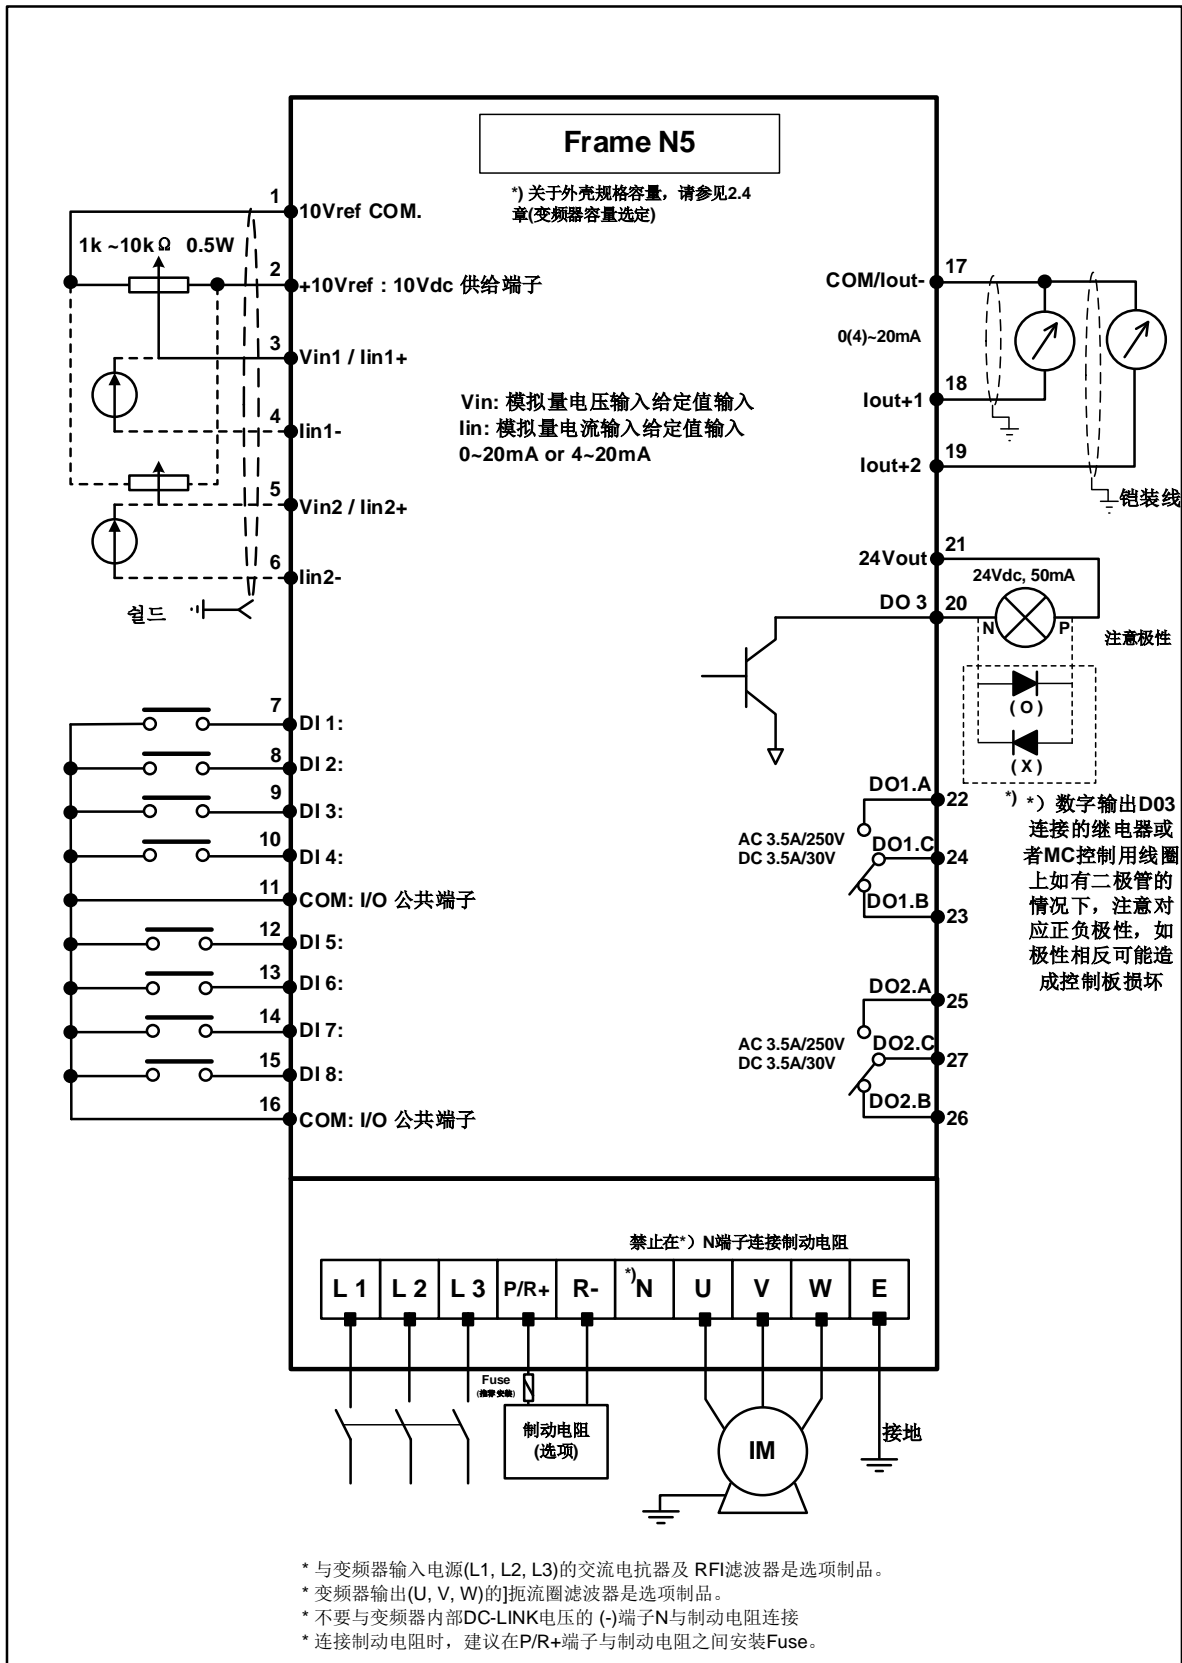 Frame N5
*) 关于外壳规格容量，请参见2.4
章(变频器容量选定)
1
10Vref COM.
1k ~10kΩ 0.5W
2
+10Vref : 10Vdc 供给端子
3
Vin1 / Iin1+
4
Iin1-
5
Vin2 / Iin2+
6
Iin2-
쉴드
Vin: 模拟量电压输入给定值输入
Iin: 模拟量电流输入给定值输入
0~20mA or 4~20mA
COM/Iout-
17
0(4)~20mA
18
Iout+1
19
Iout+2
铠装线
21
24Vout
24Vdc, 50mA
DO 3
20
N
P
注意极性
( O )
( X )
7
DI 1:
8
DI 2:
9
DI 3:
10
DI 4:
11
COM: I/O 公共端子
12
DI 5:
13
DI 6:
14
DI 7:
15
DI 8:
16
COM: I/O 公共端子
DO1.A
22
AC 3.5A/250V
DC 3.5A/30V
DO1.C
24
DO1.B
23
*) *）数字输出D03
连接的继电器或
者MC控制用线圈
上如有二极管的
情况下，注意对
应正负极性，如
极性相反可能造
成控制板损坏
DO2.A
25
AC 3.5A/250V
DC 3.5A/30V
DO2.C
27
DO2.B
26
禁止在*）N端子连接制动电阻
L 1 L 2 L 3 P/R+ R- *)N U V W E
Fuse
(推荐安装)
制动电阻
(选项)
IM
接地
* 与变频器输入电源(L1, L2, L3)的交流电抗器及 RFI滤波器是选项制品。
* 变频器输出(U, V, W)的]扼流圈滤波器是选项制品。
* 不要与变频器内部DC-LINK电压的 (-)端子N与制动电阻连接
* 连接制动电阻时，建议在P/R+端子与制动电阻之间安装Fuse。